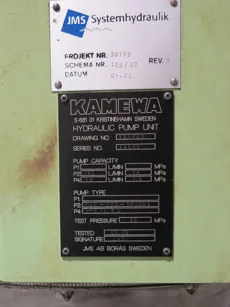 JMS Systemhydraulik
PROJEKT NR.
SCHEMA NR. REV.
DATUM
KAMEWA
S-681 01 KRISTINEHAMN SWEDEN
HYDRAULIC PUMP UNIT
DRAWING NO.
SERIES NO.
PUMP CAPACITY
P1 L/MIN MPa
P2 L/MIN MPa
P4 L/MIN MPa
PUMP TYPE
P1
P2
P4
TEST PRESSURE MPa
TESTED
SIGNATURE
JMS AB BORÅS SWEDEN